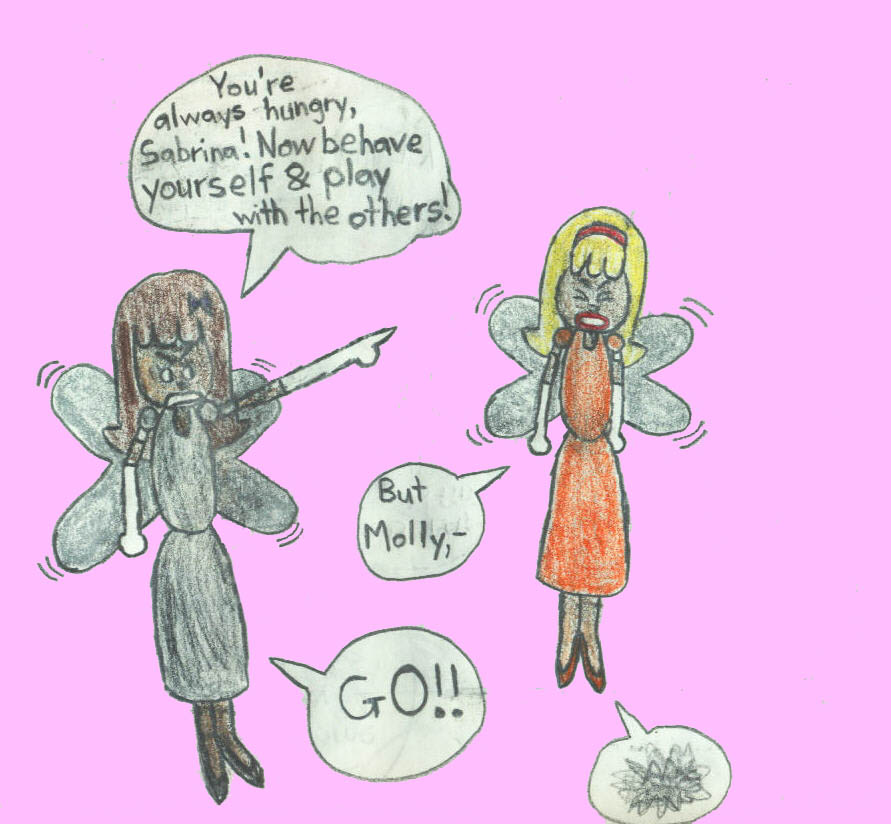 You're
always hungry,
Sabrina! Now behave
yourself & play
with the others!
But
Molly,-
GO!!